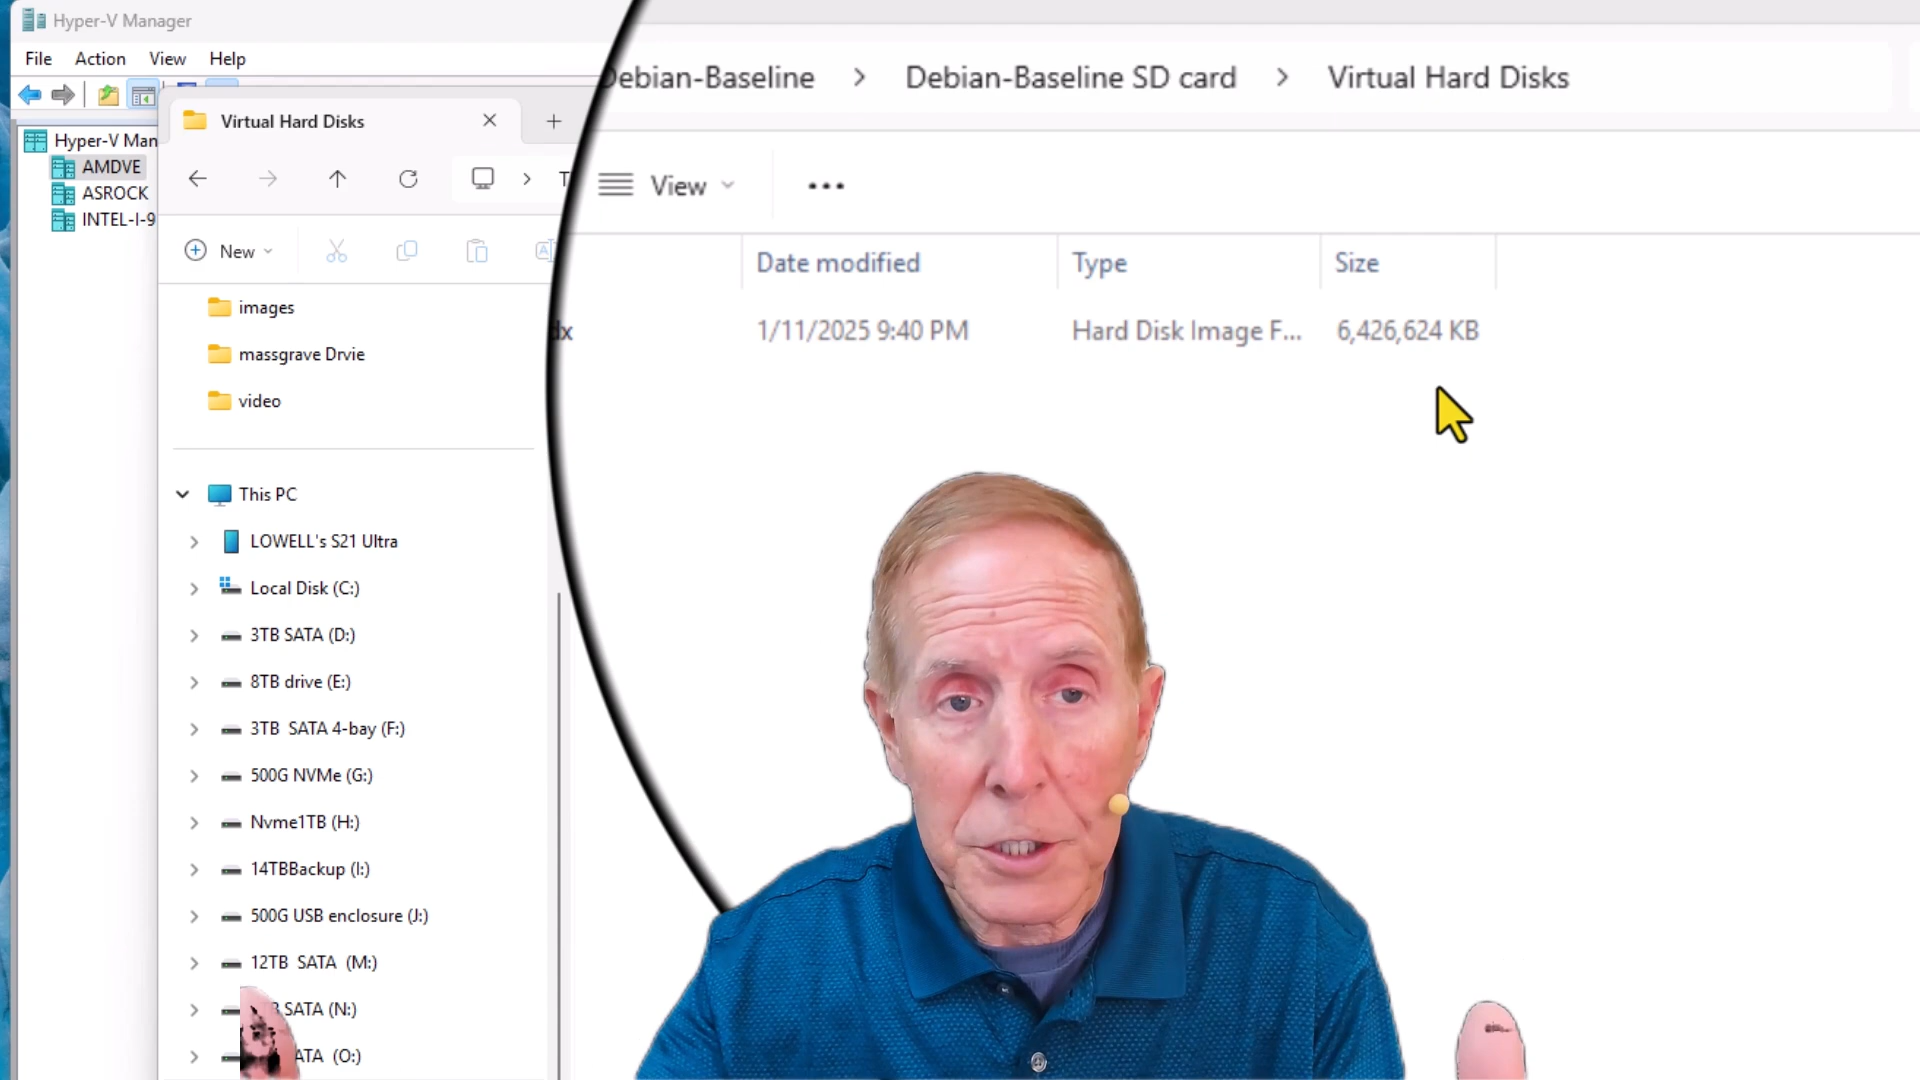 Hyper-V Manager
File Action View Help
Hyper-V Man
AMDVE
ASROCK
INTEL-I-9
Virtual Hard Disks
New
images
massgrave Drvie
video
This PC
LOWELL's S21 Ultra
Local Disk (C:)
3TB SATA (D:)
8TB drive (E:)
3TB SATA 4-bay (F:)
500G NVMe (G:)
Nvme1TB (H:)
14TBBackup (I:)
500G USB enclosure (J:)
12TB SATA (M:)
SATA (N:)
ATA (O:)
Debian-Baseline > Debian-Baseline SD card > Virtual Hard Disks
View
Date modified Type Size
dx 1/11/2025 9:40 PM Hard Disk Image F... 6,426,624 KB